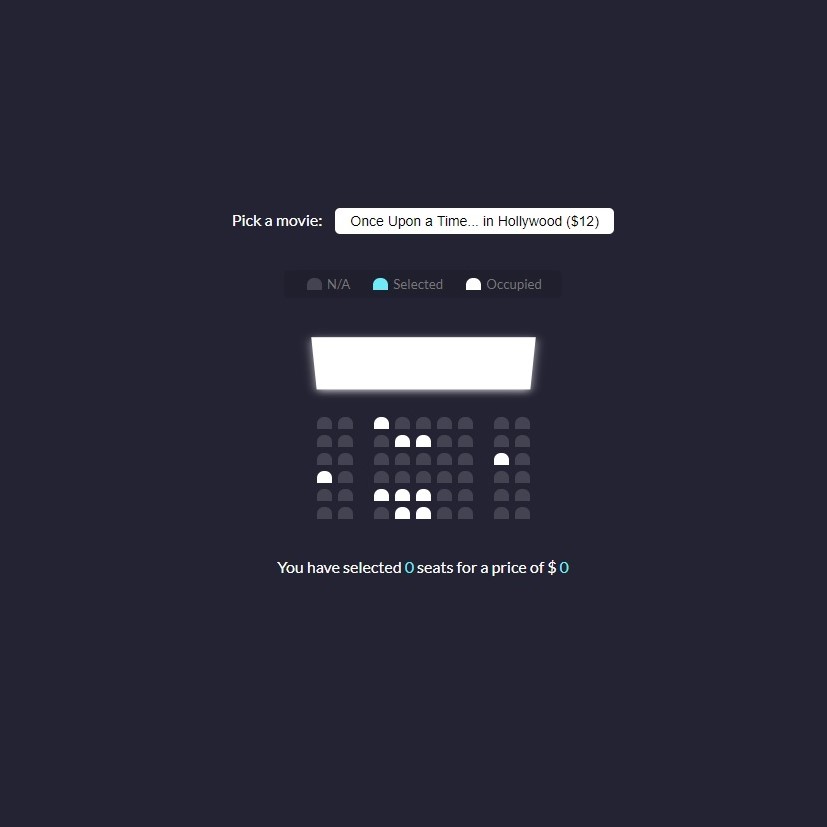 Pick a movie: Once Upon a Time... in Hollywood ($12)
N/A Selected Occupied
You have selected 0 seats for a price of $ 0